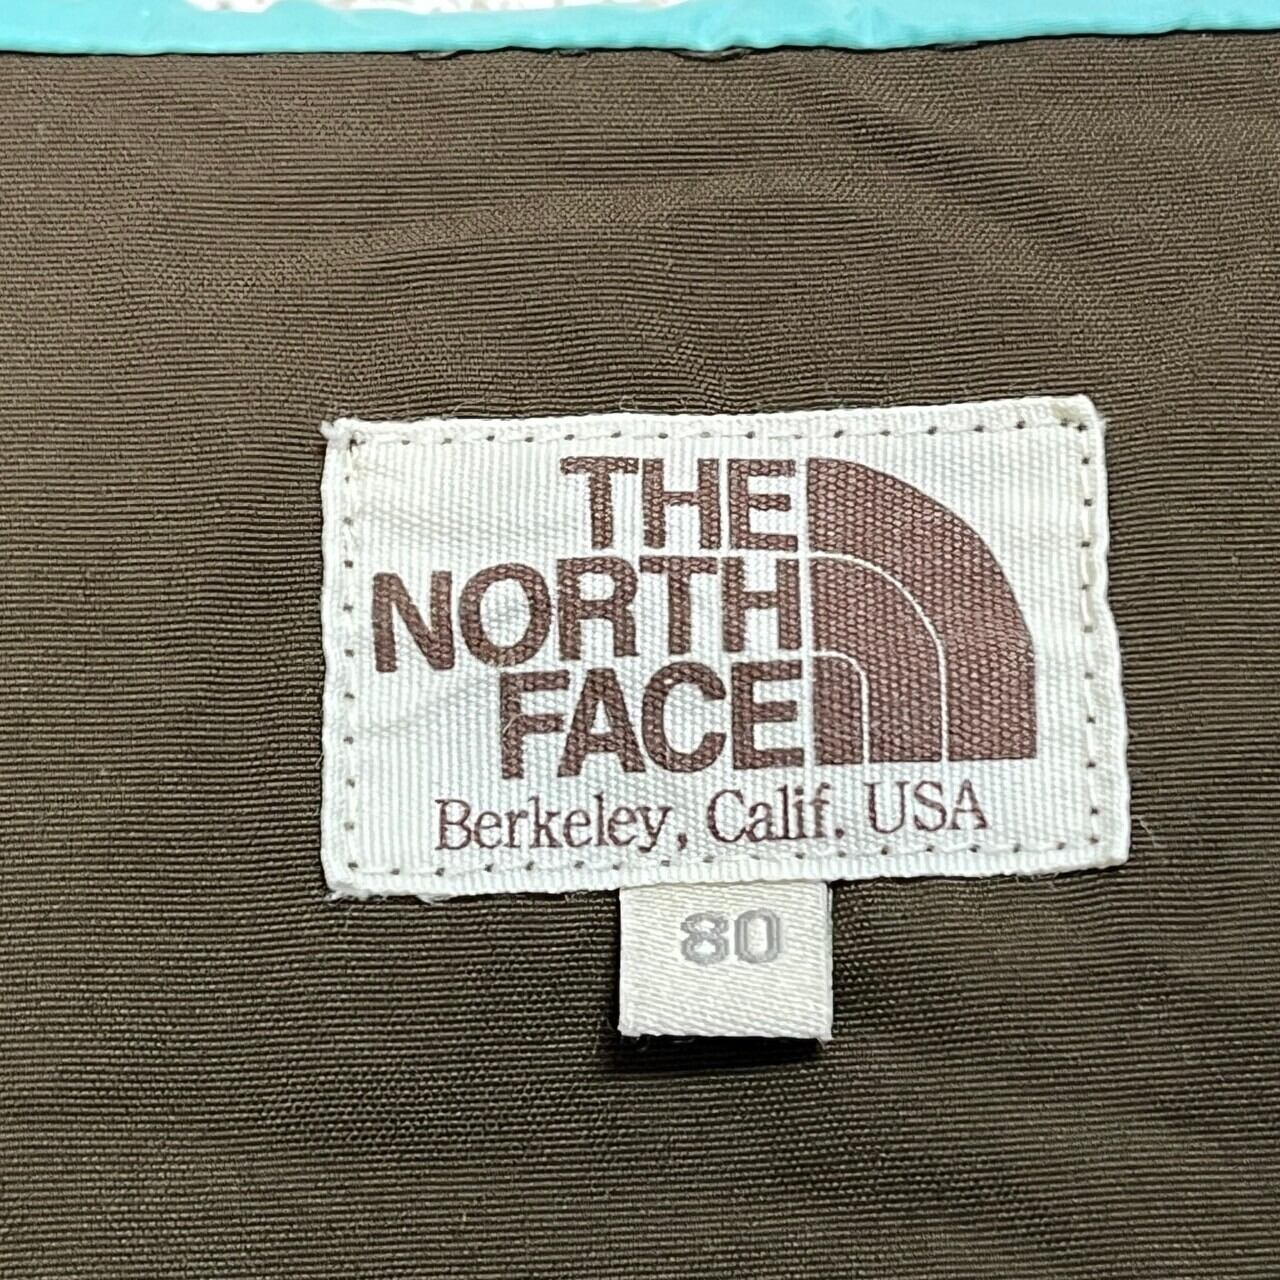 THE
NORTH
FACE
Berkeley, Calif. USA
80